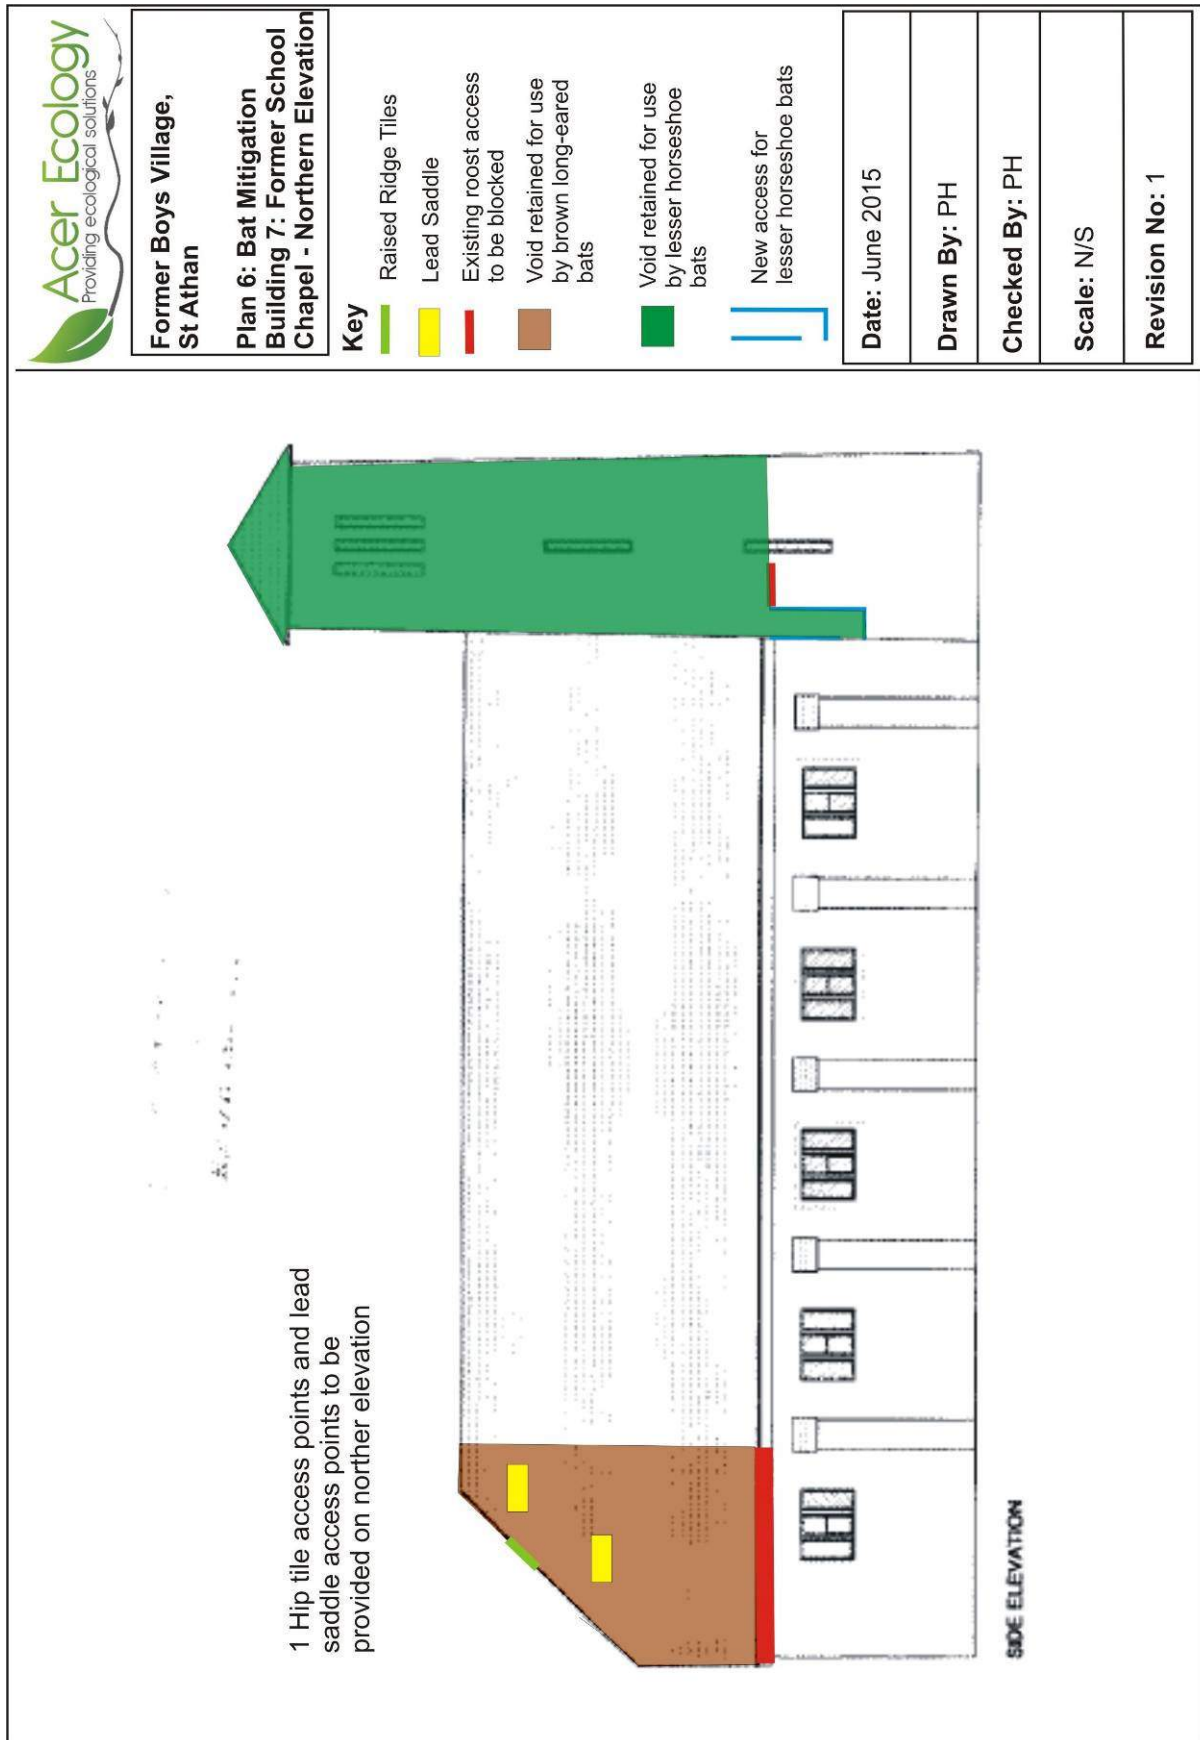 Acer Ecology
Providing ecological solutions
Former Boys Village,
St Athan
Plan 6: Bat Mitigation
Building 7: Former School
Chapel - Northern Elevation
Key
Raised Ridge Tiles
Lead Saddle
Existing roost access
to be blocked
Void retained for use
by brown long-eared
bats
Void retained for use
by lesser horseshoe
bats
New access for
lesser horseshoe bats
Date: June 2015
Drawn By: PH
Checked By: PH
Scale: N/S
Revision No: 1
1 Hip tile access points and lead
saddle access points to be
provided on norther elevation
SIDE ELEVATION